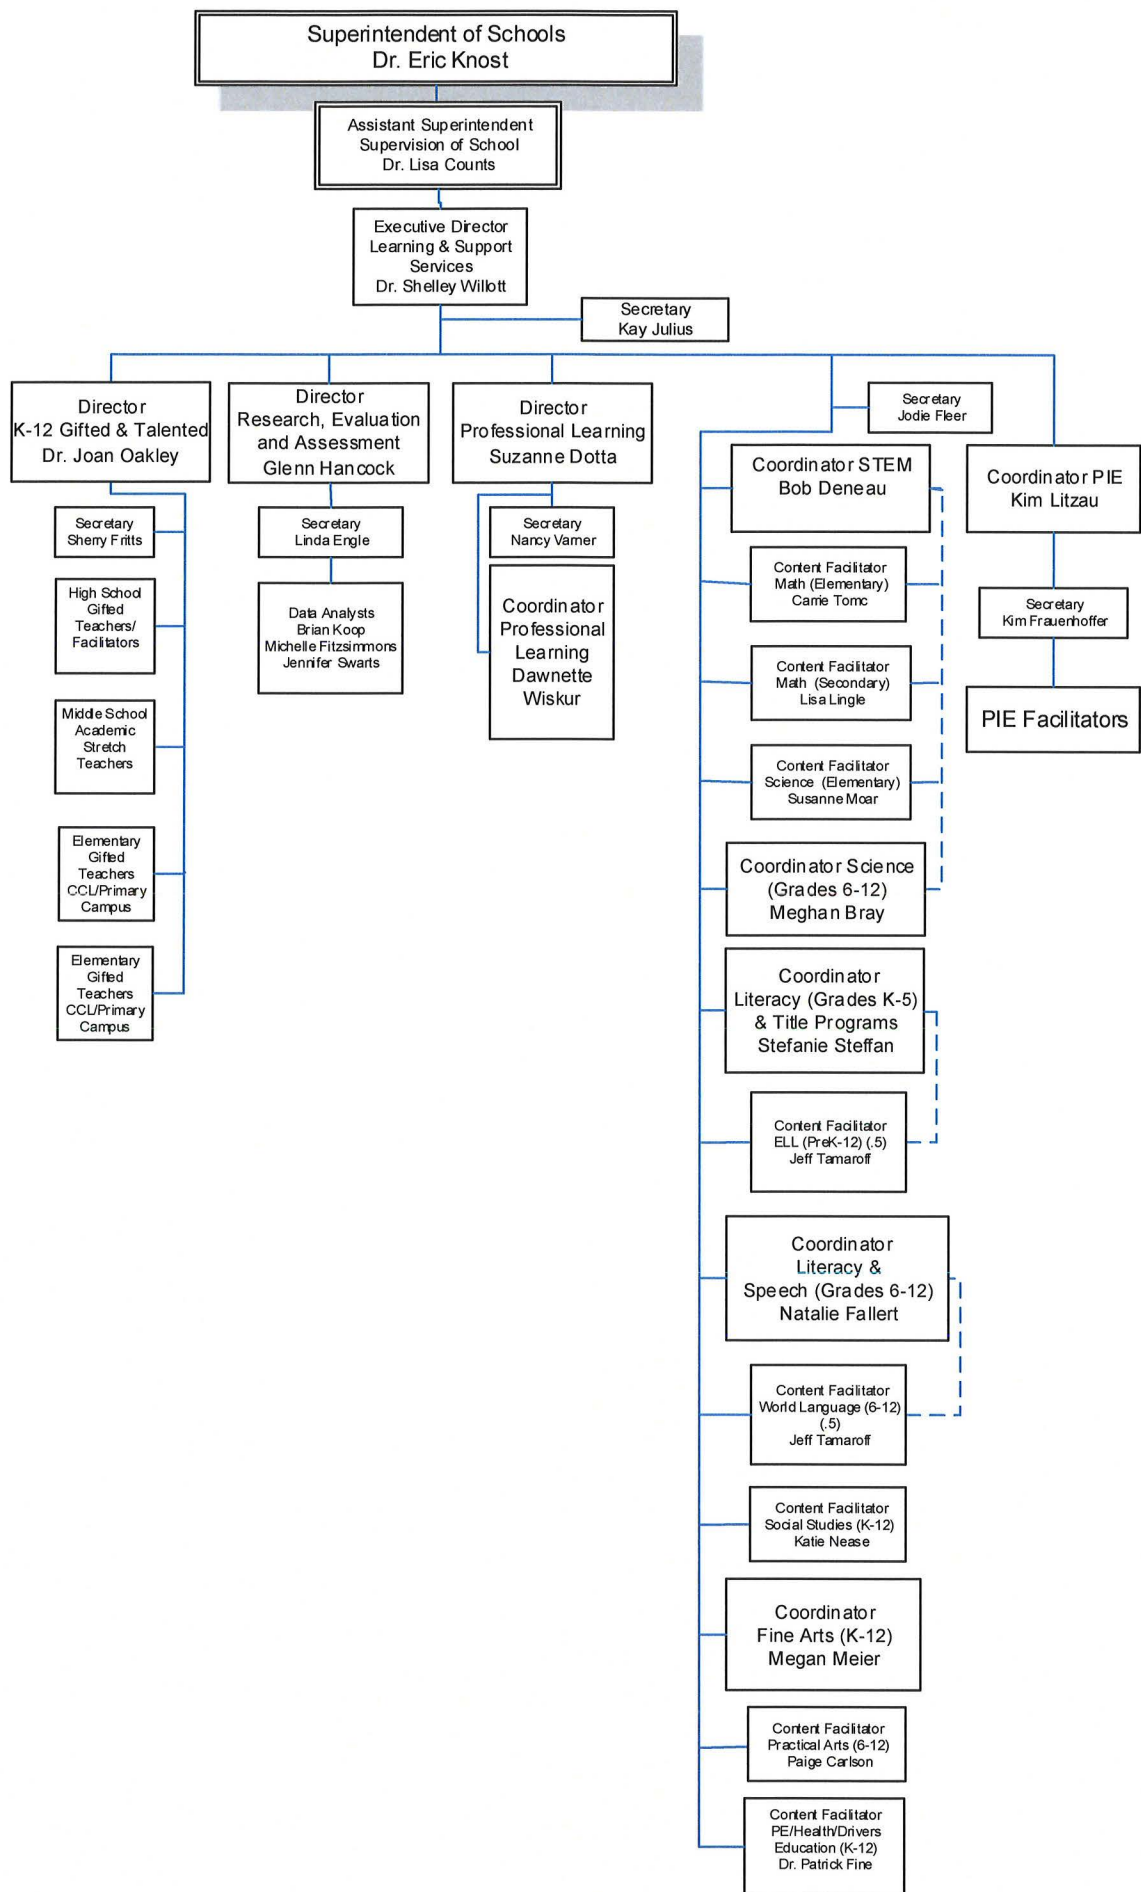 Superintendent of Schools
Dr. Eric Knost
Assistant Superintendent
Supervision of School
Dr. Lisa Counts
Executive Director
Learning & Support
Services
Dr. Shelley Willott
Secretary
Kay Julius
Director
K-12 Gifted & Talented
Dr. Joan Oakley
Secretary
Sherry Fritts
High School
Gifted
Teachers/
Facilitators
Middle School
Academic
Stretch
Teachers
Elementary
Gifted
Teachers
CCL/Primary
Campus
Elementary
Gifted
Teachers
CCL/Primary
Campus
Director
Research, Evaluation
and Assessment
Glenn Hancock
Secretary
Linda Engle
Data Analysts
Brian Koop
Michelle Fitzsimmons
Jennifer Swarts
Director
Professional Learning
Suzanne Dotta
Secretary
Nancy Varner
Coordinator
Professional
Learning
Dawnette
Wiskur
Secretary
Jodie Fleer
Coordinator STEM
Bob Deneau
Content Facilitator
Math (Elementary)
Carrie Tomc
Content Facilitator
Math (Secondary)
Lisa Lingle
Content Facilitator
Science (Elementary)
Susanne Moar
Coordinator Science
(Grades 6-12)
Meghan Bray
Coordinator
Literacy (Grades K-5)
& Title Programs
Stefanie Steffan
Content Facilitator
ELL (PreK-12) (.5)
Jeff Tamaroff
Coordinator
Literacy &
Speech (Grades 6-12)
Natalie Fallert
Content Facilitator
World Language (6-12)
(.5)
Jeff Tamaroff
Content Facilitator
Social Studies (K-12)
Katie Nease
Coordinator
Fine Arts (K-12)
Megan Meier
Content Facilitator
Practical Arts (6-12)
Paige Carlson
Content Facilitator
PE/Health/Drivers
Education (K-12)
Dr. Patrick Fine
Coordinator PIE
Kim Litzau
Secretary
Kim Frauenhoffer
PIE Facilitators